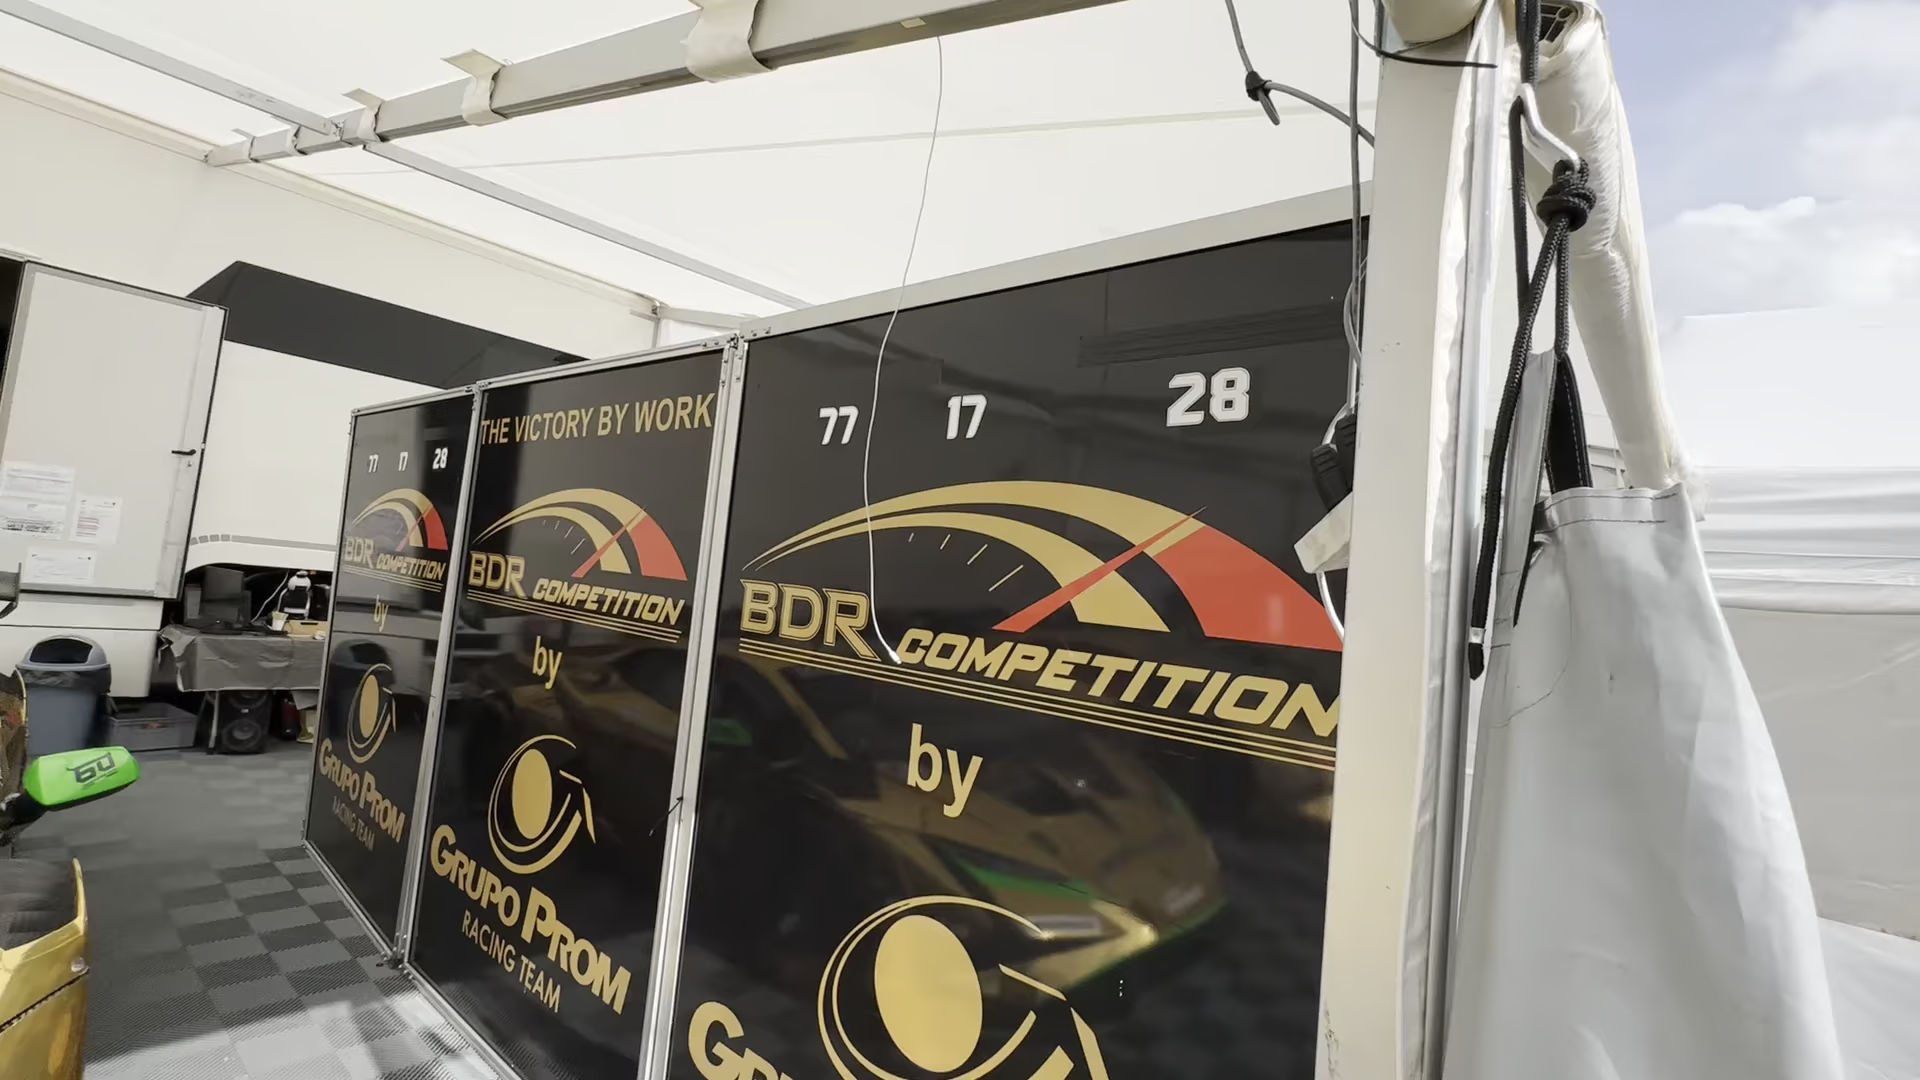 77 17 28
BDR COMPETITION
by
GRUPO PROM
RACING TEAM
THE VICTORY BY WORK
BDR COMPETITION
by
GRUPO PROM
RACING TEAM
77 17 28
BDR COMPETITION
by
60